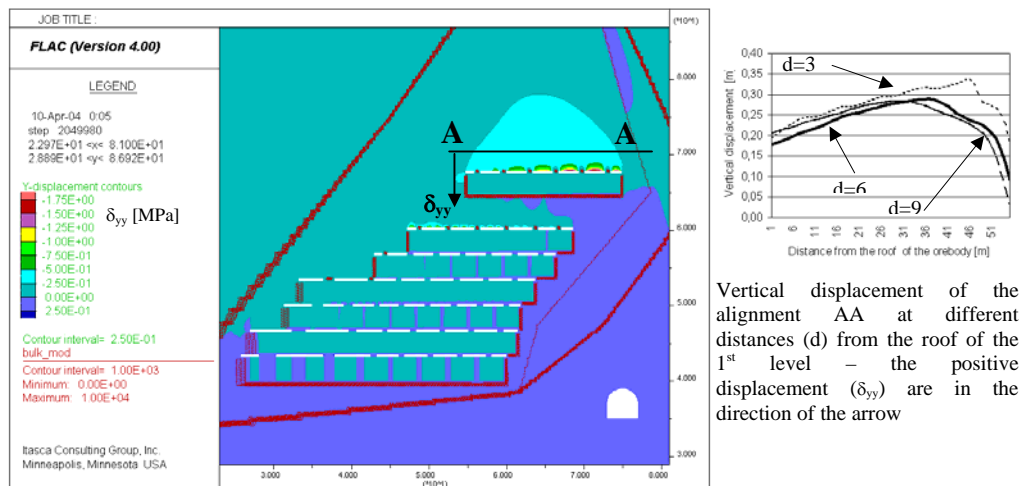 JOB TITLE :
FLAC (Version 4.00)
LEGEND
10-Apr-04 0:05
step 2049980
2.297E+01 <x< 8.100E+01
2.889E+01 <y< 8.692E+01
Y-displacement contours
-1.75E+00
-1.50E+00
-1.25E+00
-1.00E+00
-7.50E-01
-5.00E-01
-2.50E-01
0.00E+00
2.50E-01
δyy [MPa]
Contour interval= 2.50E-01
bulk_mod
Contour interval= 1.00E+03
Minimum: 0.00E+00
Maximum: 1.00E+04
Itasca Consulting Group, Inc.
Minneapolis, Minnesota USA
A A
δyy
(*10^1)
8.000
7.000
6.000
5.000
4.000
3.000
3.000 4.000 5.000 6.000 7.000 8.000
(*10^1)
Vertical displacement [m]
0,40
0,35
0,30
0,25
0,20
0,15
0,10
0,05
0,00
d=3
d=6
d=9
1 6 11 16 21 26 31 36 41 46 51
Distance from the roof of the orebody [m]
Vertical displacement of the
alignment AA at different
distances (d) from the roof of the
1st level – the positive
displacement (δyy) are in the
direction of the arrow